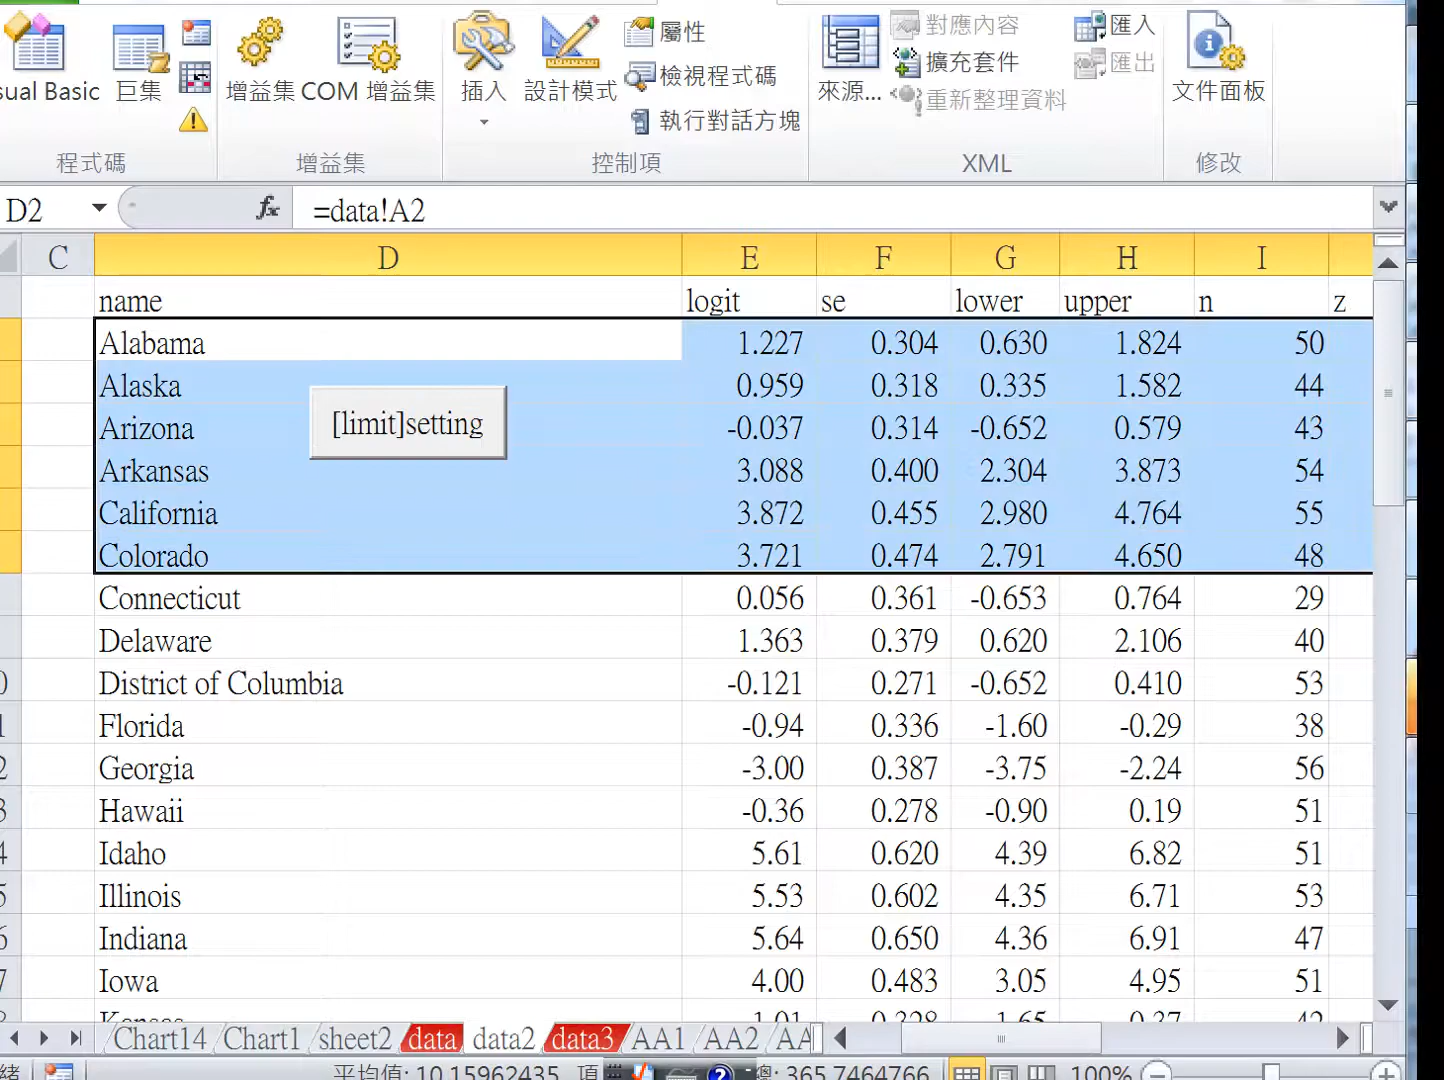 sual Basic 巨集 增益集 COM 增益集 插入 設計模式 屬性 檢視程式碼 執行對話方塊 來源... 對應內容 擴充套件 重新整理資料 匯入 匯出 文件面板
程式碼 增益集 控制項 XML 修改
D2 fx =data!A2
C D E F G H I
name logit se lower upper n z
Alabama 1.227 0.304 0.630 1.824 50
Alaska 0.959 0.318 0.335 1.582 44
[limit]setting
Arizona -0.037 0.314 -0.652 0.579 43
Arkansas 3.088 0.400 2.304 3.873 54
California 3.872 0.455 2.980 4.764 55
Colorado 3.721 0.474 2.791 4.650 48
Connecticut 0.056 0.361 -0.653 0.764 29
Delaware 1.363 0.379 0.620 2.106 40
0 District of Columbia -0.121 0.271 -0.652 0.410 53
1 Florida -0.94 0.336 -1.60 -0.29 38
2 Georgia -3.00 0.387 -3.75 -2.24 56
3 Hawaii -0.36 0.278 -0.90 0.19 51
4 Idaho 5.61 0.620 4.39 6.82 51
5 Illinois 5.53 0.602 4.35 6.71 53
6 Indiana 5.64 0.650 4.36 6.91 47
7 Iowa 4.00 0.483 3.05 4.95 51
Chart14 Chart1 sheet2 data data2 data3 AA1 AA2 AA
平均值: 10.15962435 項 365.7464766 100%